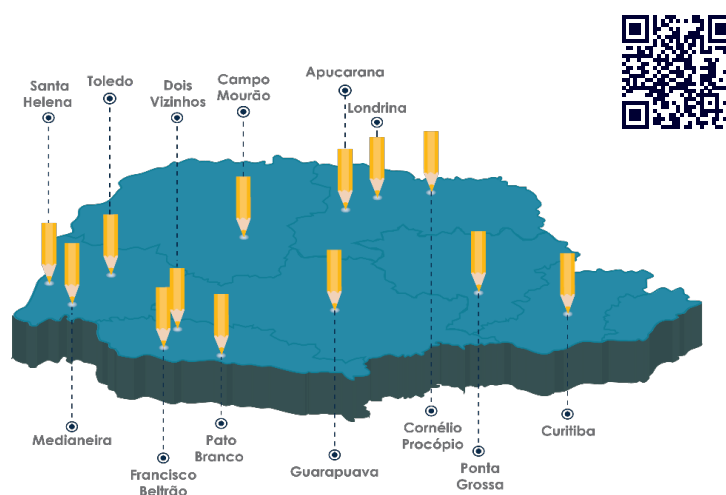 Santa
Helena
Toledo
Dois
Vizinhos
Campo
Mourão
Apucarana
Londrina
Medianeira
Francisco
Beltrão
Pato
Branco
Guarapuava
Cornélio
Procópio
Ponta
Grossa
Curitiba